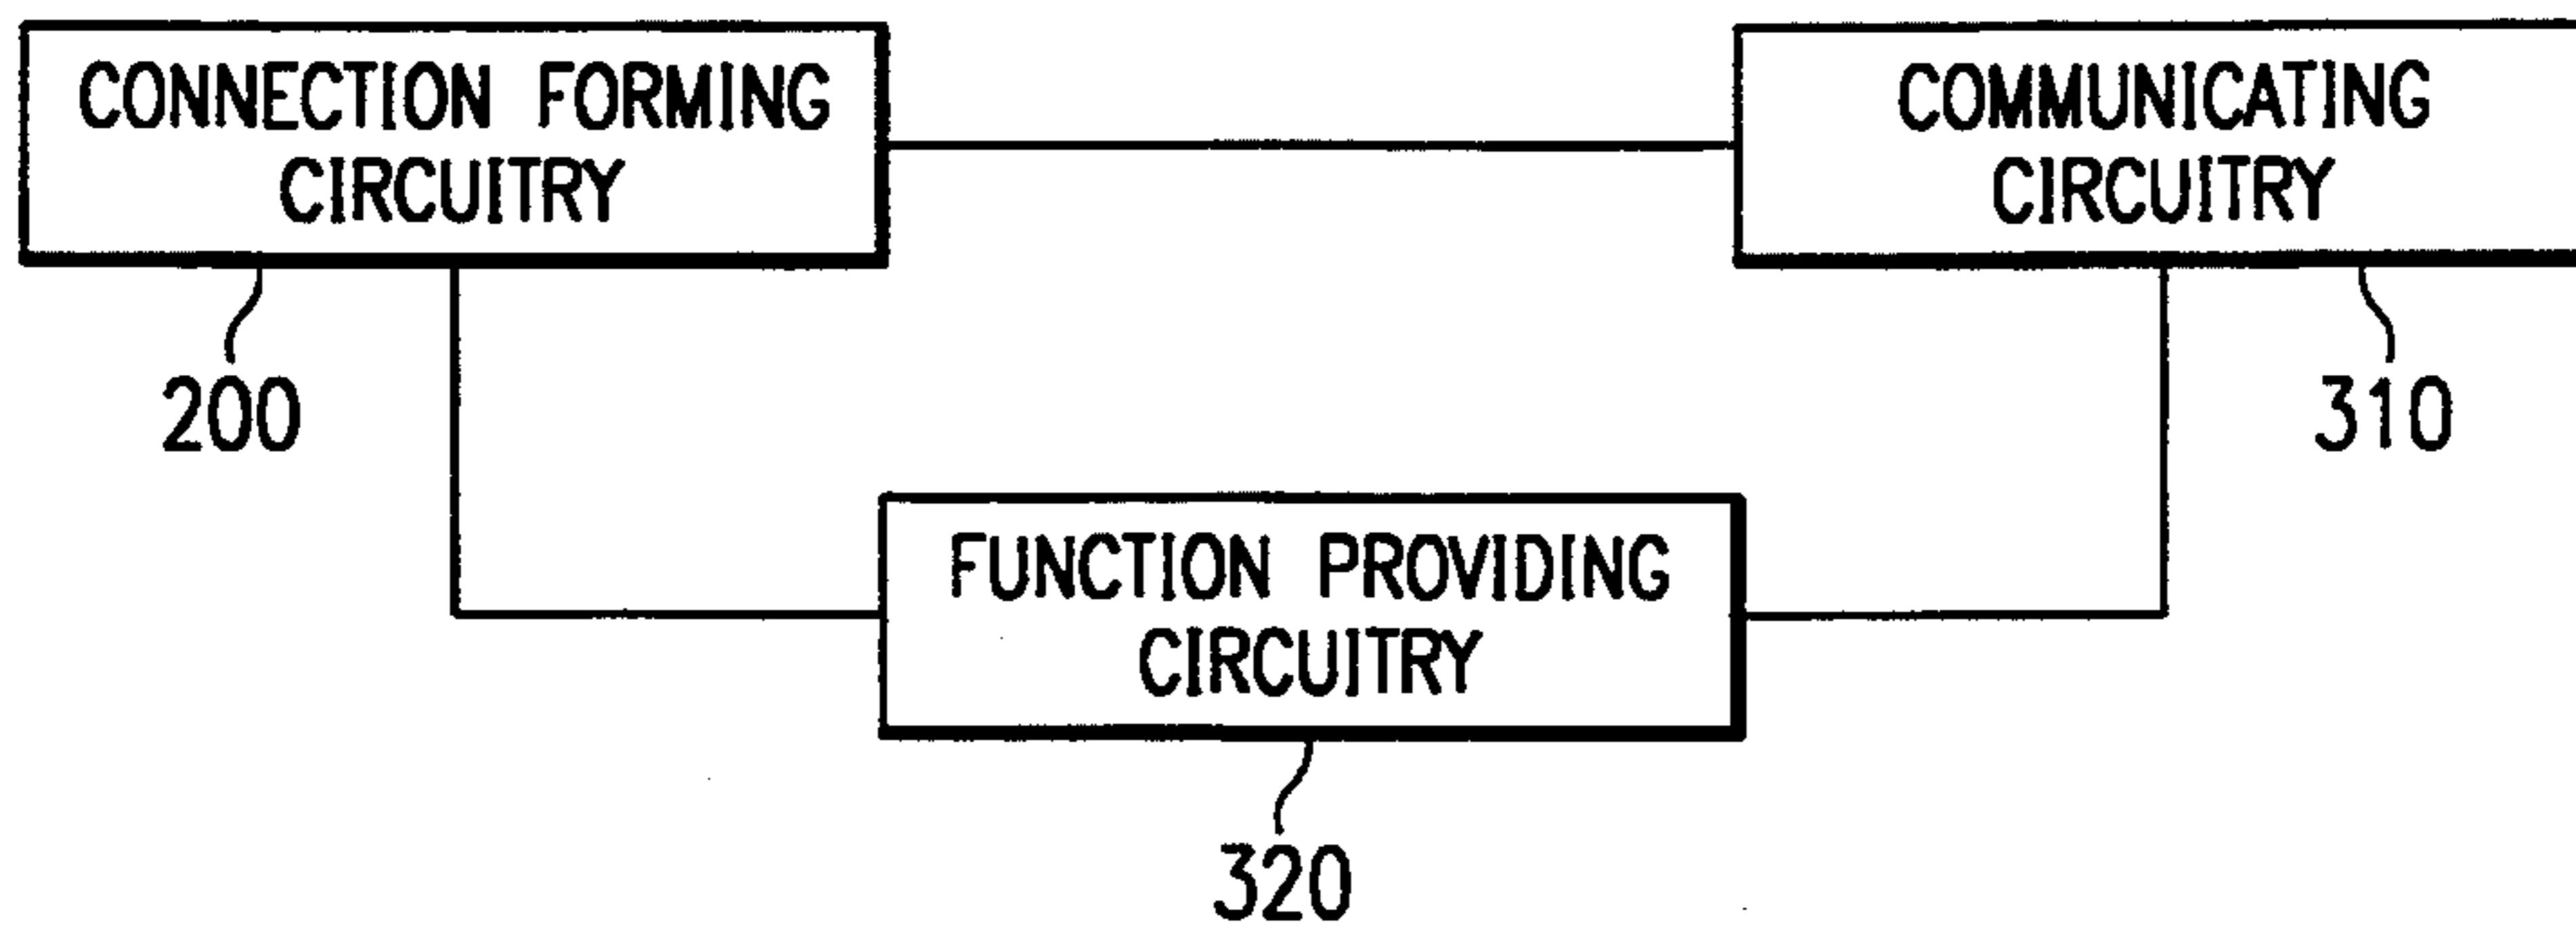 CONNECTION FORMING
CIRCUITRY
COMMUNICATING
CIRCUITRY
200
310
FUNCTION PROVIDING
CIRCUITRY
320